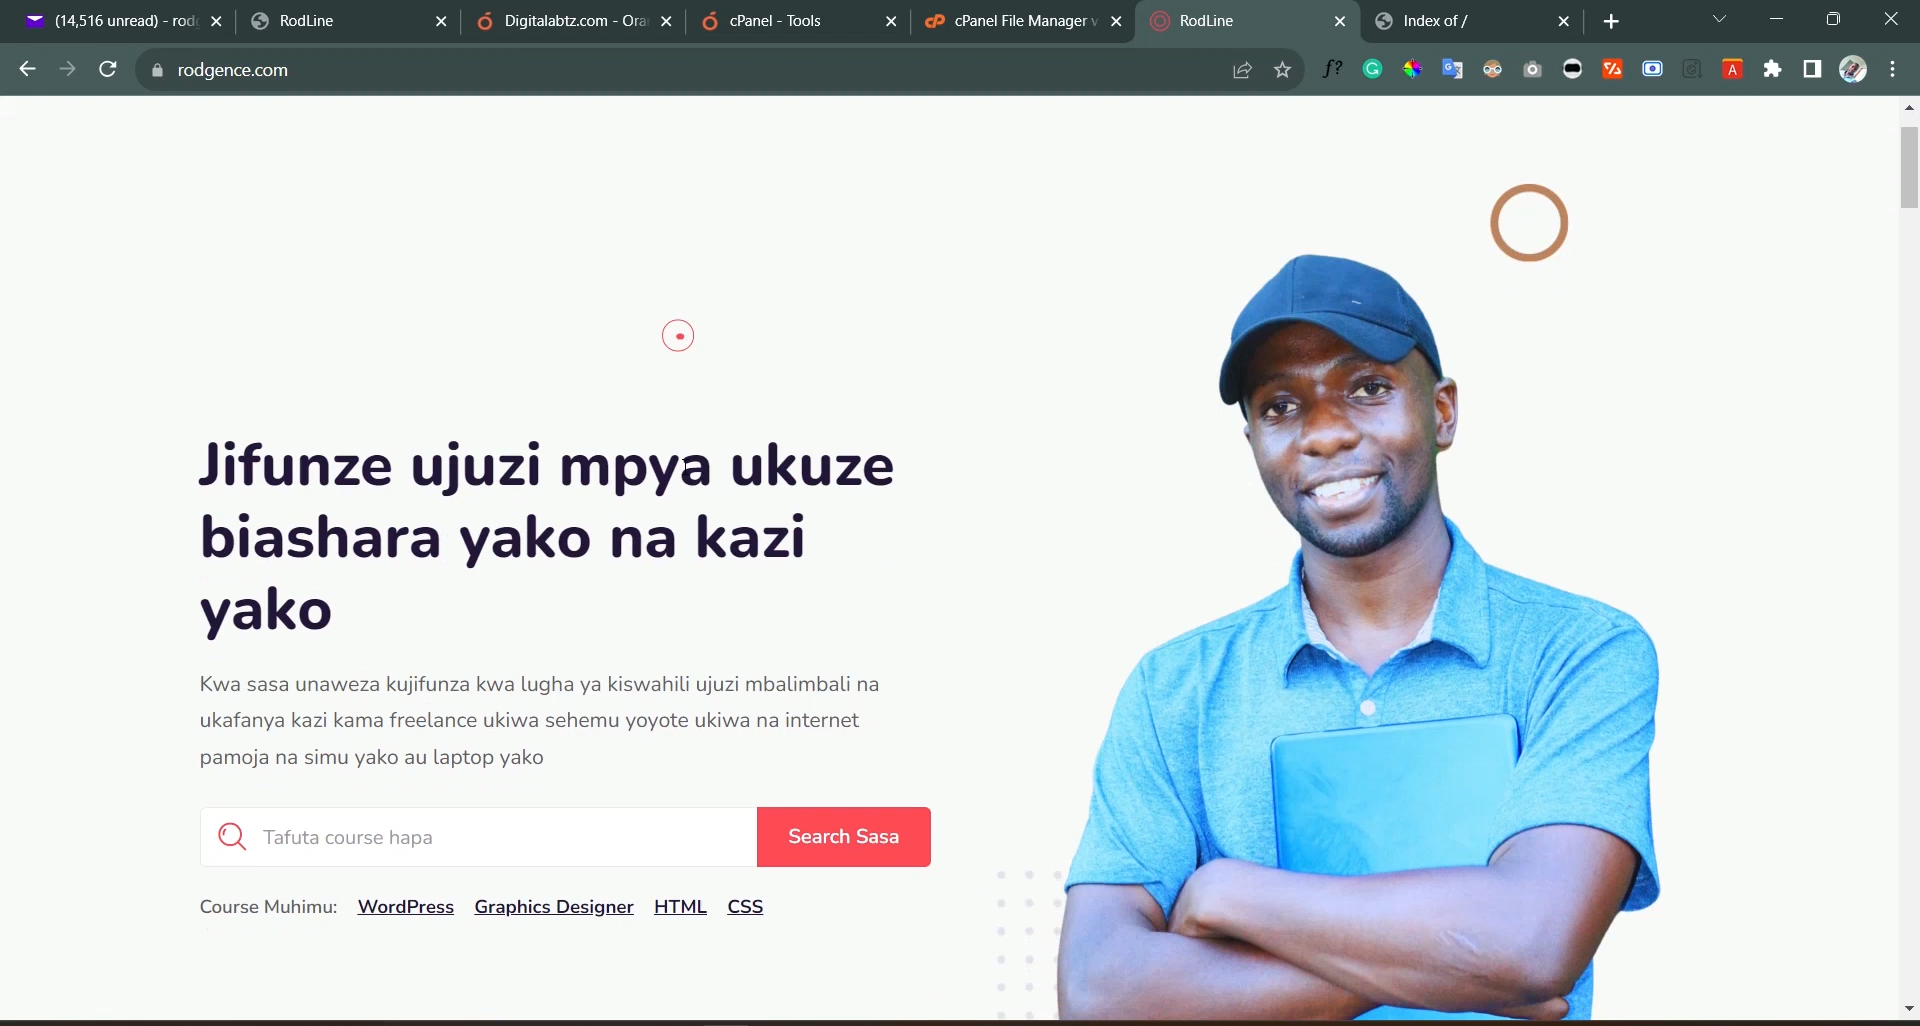 (14,516 unread) - rod
RodLine
Digitalabtz.com - Ora
cPanel - Tools
cPanel File Manager v
RodLine
Index of /
rodgence.com
Jifunze ujuzi mpya ukuze
biashara yako na kazi
yako
Kwa sasa unaweza kujifunza kwa lugha ya kiswahili ujuzi mbalimbali na
ukafanya kazi kama freelance ukiwa sehemu yoyote ukiwa na internet
pamoja na simu yako au laptop yako
Tafuta course hapa
Search Sasa
Course Muhimu: WordPress Graphics Designer HTML CSS